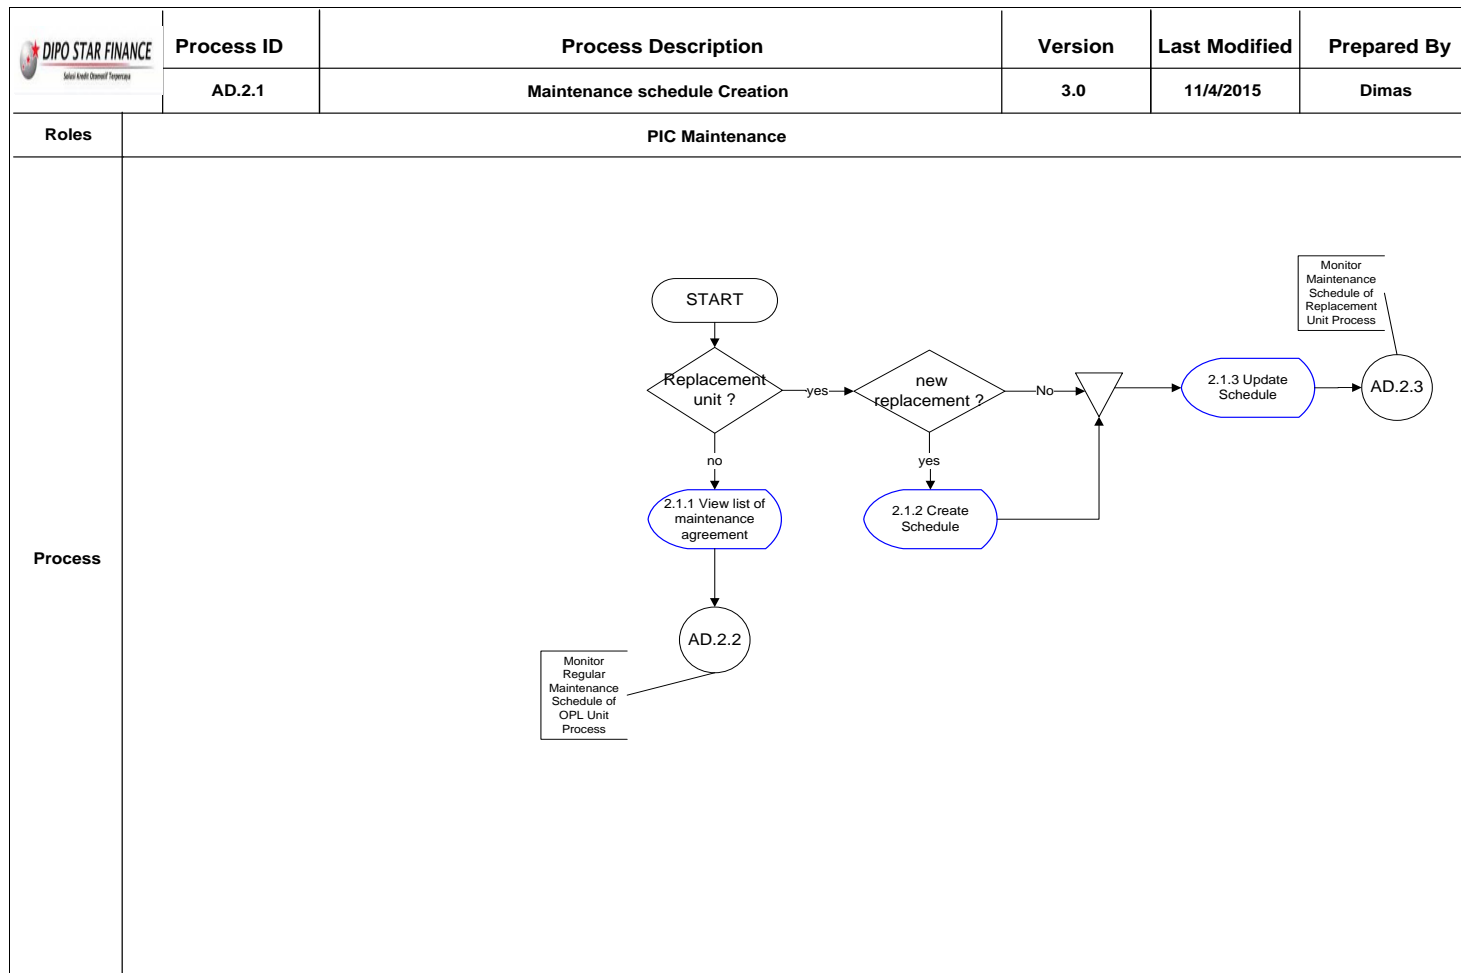 DIPO STAR FINANCE
Solusi Kredit Otomotif Terpercaya
Process ID
Process Description
Version
Last Modified
Prepared By
AD.2.1
Maintenance schedule Creation
3.0
11/4/2015
Dimas
Roles
PIC Maintenance
Process
START
Replacement
unit ?
yes
new
replacement ?
No
2.1.3 Update
Schedule
AD.2.3
Monitor
Maintenance
Schedule of
Replacement
Unit Process
no
yes
2.1.1 View list of
maintenance
agreement
2.1.2 Create
Schedule
AD.2.2
Monitor
Regular
Maintenance
Schedule of
OPL Unit
Process